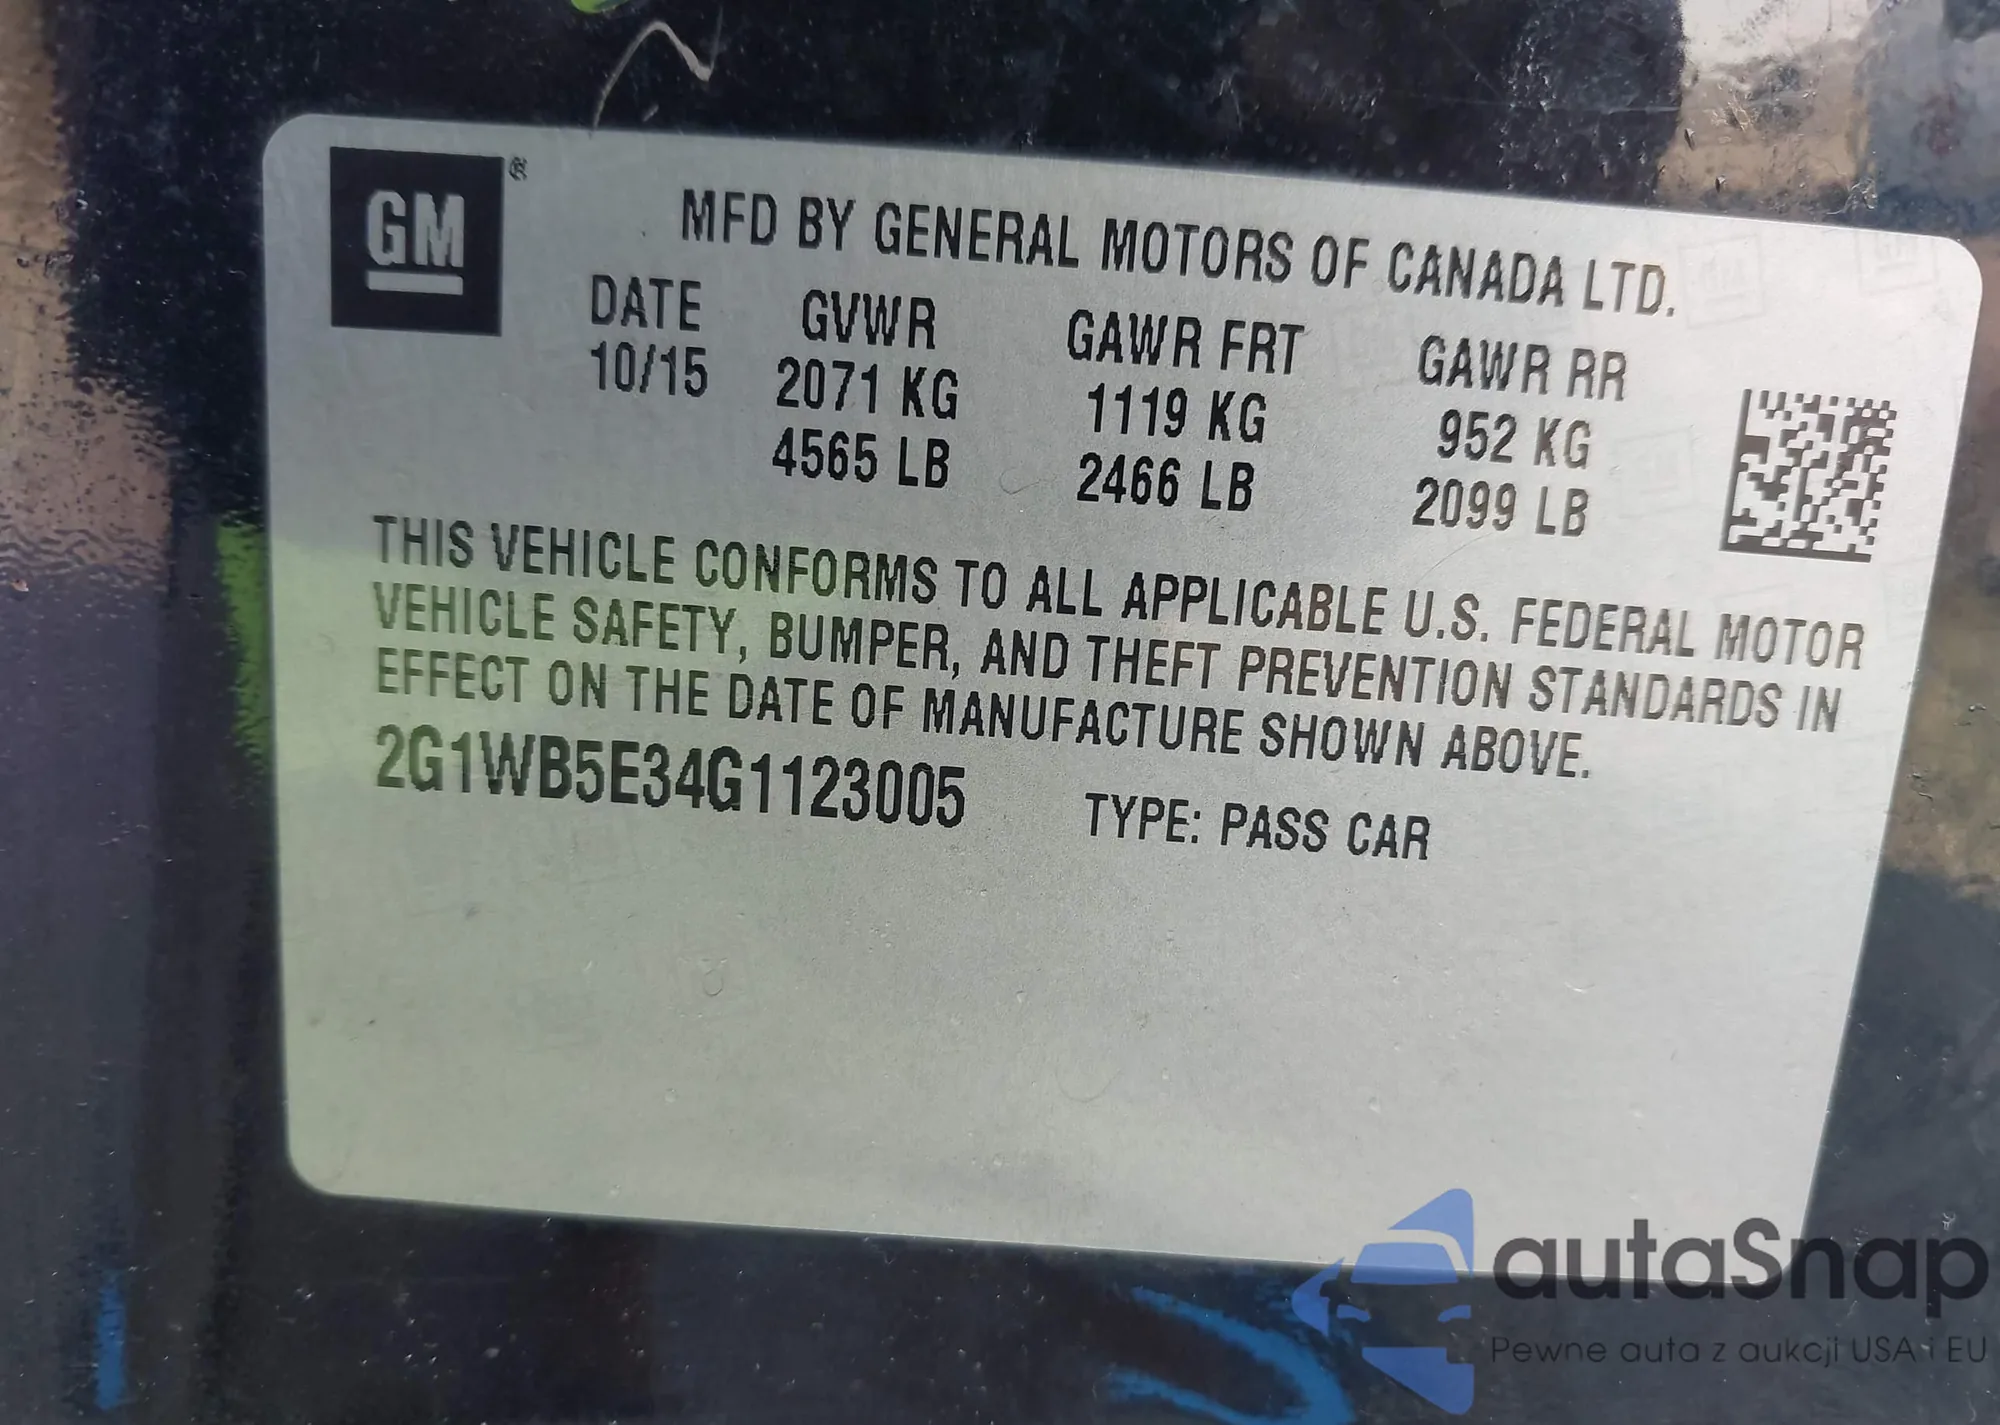 GM®
MFD BY GENERAL MOTORS OF CANADA LTD.
DATE GVWR GAWR FRT GAWR RR
10/15 2071 KG 1119 KG 952 KG
4565 LB 2466 LB 2099 LB
THIS VEHICLE CONFORMS TO ALL APPLICABLE U.S. FEDERAL MOTOR
VEHICLE SAFETY, BUMPER, AND THEFT PREVENTION STANDARDS IN
EFFECT ON THE DATE OF MANUFACTURE SHOWN ABOVE.
2G1WB5E34G1123005 TYPE: PASS CAR
autaSnap
Pewne auta z aukcji USA i EU